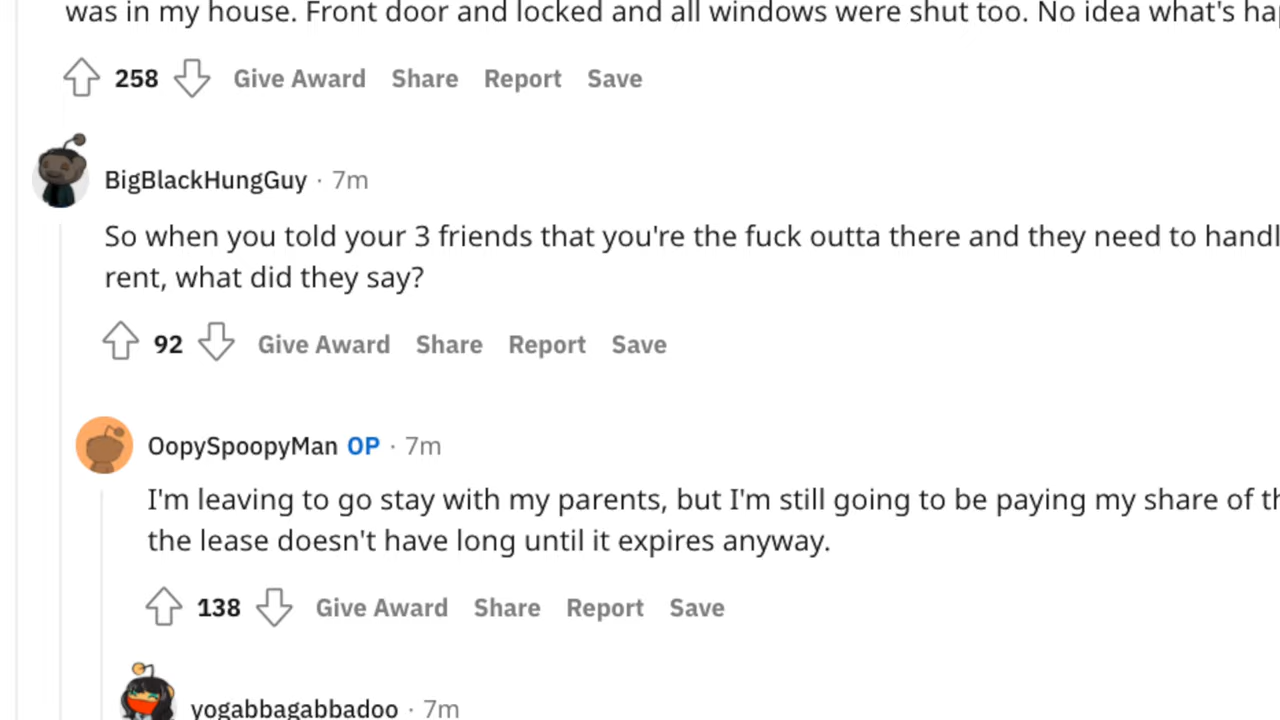 was in my house. Front door and locked and all windows were shut too. No idea what's
258 Give Award Share Report Save
BigBlackHungGuy · 7m
So when you told your 3 friends that you're the fuck outta there and they need to
rent, what did they say?
92 Give Award Share Report Save
OopySpoopyMan OP · 7m
I'm leaving to go stay with my parents, but I'm still going to be paying my share of
the lease doesn't have long until it expires anyway.
138 Give Award Share Report Save
yogabbagabbadoo · 7m